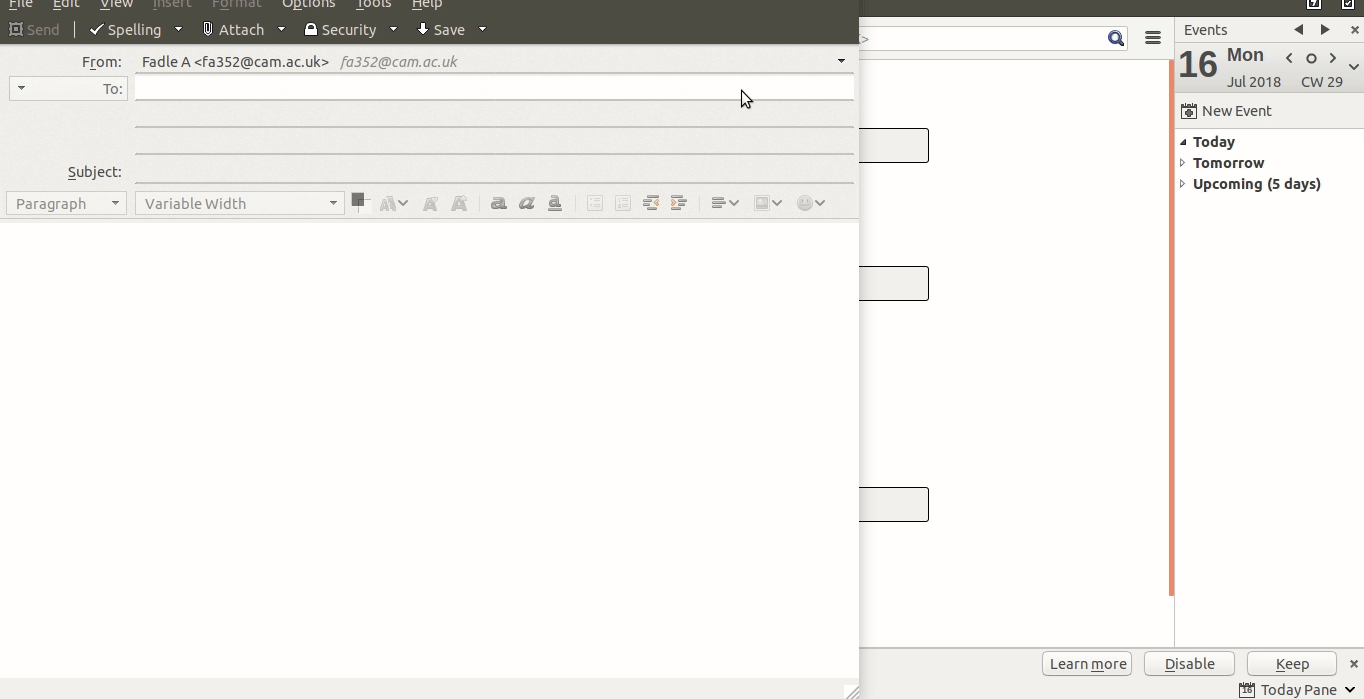 File Edit View Insert Format Options Tools Help
Send Spelling Attach Security Save
From: Fadle A <fa352@cam.ac.uk> fa352@cam.ac.uk
To:
Subject:
Paragraph Variable Width
>
Events
16 Mon
Jul 2018 CW 29
New Event
Today
Tomorrow
Upcoming (5 days)
Learn more Disable Keep
16 Today Pane